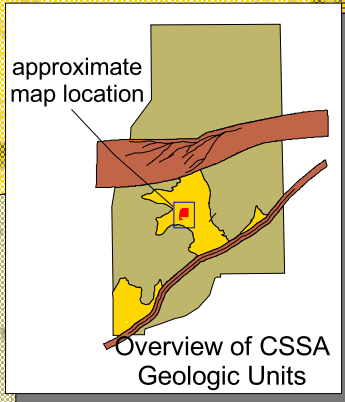 approximate
map location
Overview of CSSA
Geologic Units